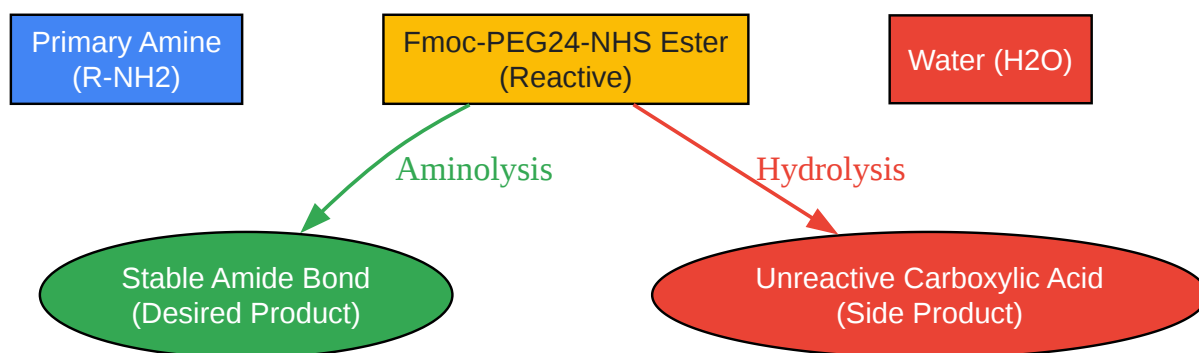 Primary Amine
(R-NH2)
Fmoc-PEG24-NHS Ester
(Reactive)
Water (H2O)
Aminolysis
Hydrolysis
Stable Amide Bond
(Desired Product)
Unreactive Carboxylic Acid
(Side Product)